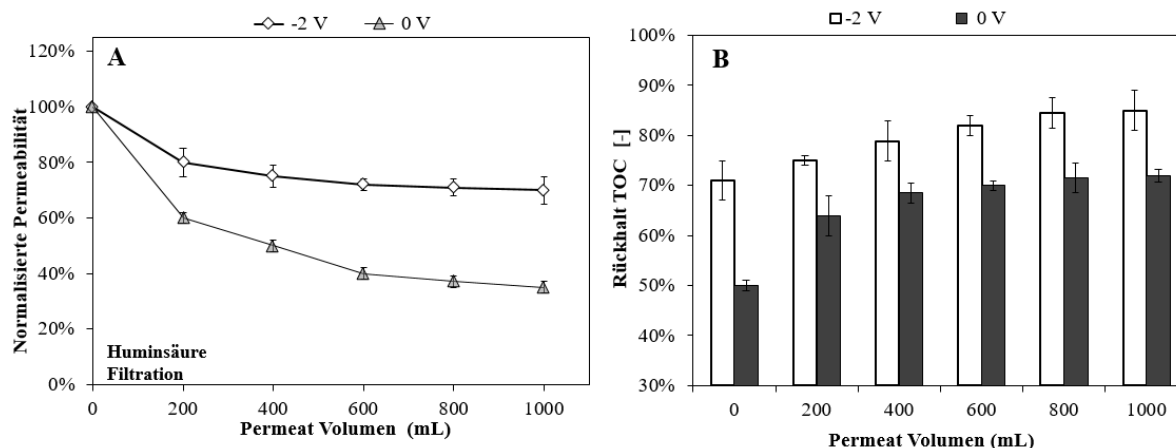 -2 V 0 V
A
120%
100%
80%
60%
40%
20%
0%
Normalisierte Permeabilität
Huminsäure
Filtration
0 200 400 600 800 1000
Permeat Volumen (mL)
-2 V 0 V
B
100%
90%
80%
70%
60%
50%
40%
30%
Rückhalt TOC [-]
0 200 400 600 800 1000
Permeat Volumen (mL)